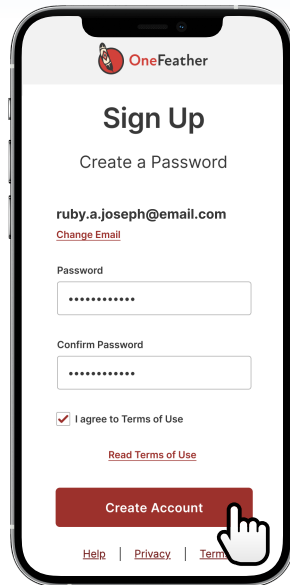 OneFeather
Sign Up
Create a Password
ruby.a.joseph@email.com
Change Email
Password
••••••••••••
Confirm Password
••••••••••••
I agree to Terms of Use
Read Terms of Use
Create Account
Help | Privacy | Term